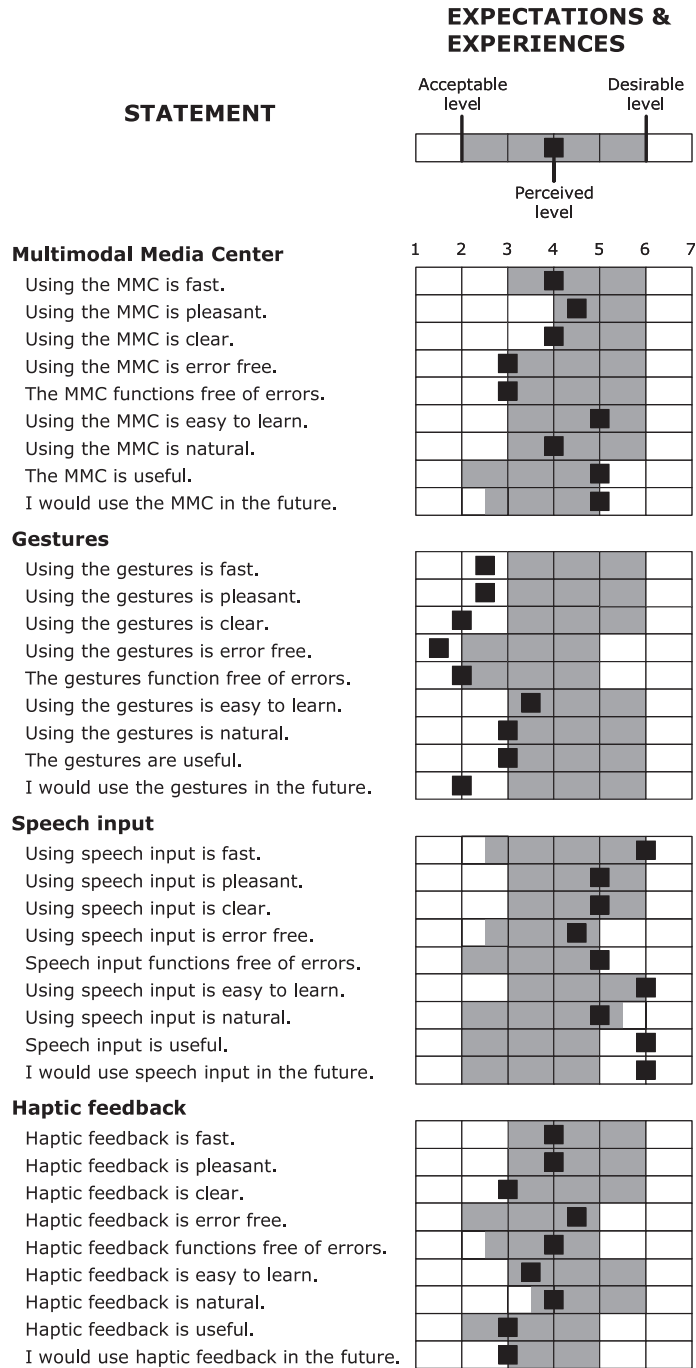 EXPECTATIONS &
EXPERIENCES
Acceptable
level
Desirable
level
STATEMENT
Perceived
level
Multimodal Media Center
1 2 3 4 5 6 7
Using the MMC is fast.
Using the MMC is pleasant.
Using the MMC is clear.
Using the MMC is error free.
The MMC functions free of errors.
Using the MMC is easy to learn.
Using the MMC is natural.
The MMC is useful.
I would use the MMC in the future.
Gestures
Using the gestures is fast.
Using the gestures is pleasant.
Using the gestures is clear.
Using the gestures is error free.
The gestures function free of errors.
Using the gestures is easy to learn.
Using the gestures is natural.
The gestures are useful.
I would use the gestures in the future.
Speech input
Using speech input is fast.
Using speech input is pleasant.
Using speech input is clear.
Using speech input is error free.
Speech input functions free of errors.
Using speech input is easy to learn.
Using speech input is natural.
Speech input is useful.
I would use speech input in the future.
Haptic feedback
Haptic feedback is fast.
Haptic feedback is pleasant.
Haptic feedback is clear.
Haptic feedback is error free.
Haptic feedback functions free of errors.
Haptic feedback is easy to learn.
Haptic feedback is natural.
Haptic feedback is useful.
I would use haptic feedback in the future.